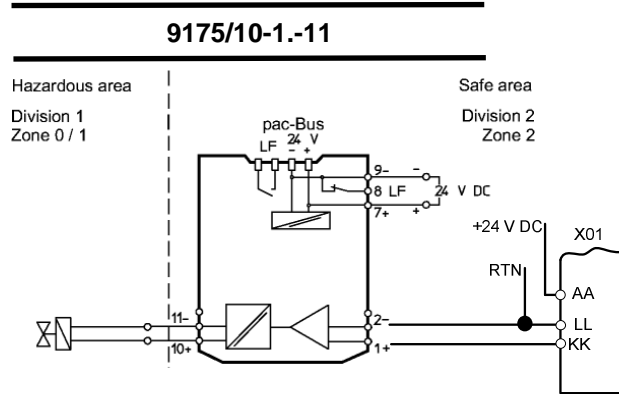 9175/10-1.-11
Hazardous area
Safe area
Division 1
Zone 0 / 1
Division 2
Zone 2
pac-Bus
LF 24 V
- +
9- -
8 LF 24 V DC
7+ +
+24 V DC X01
RTN
AA
11- 2- LL
10+ 1+ KK